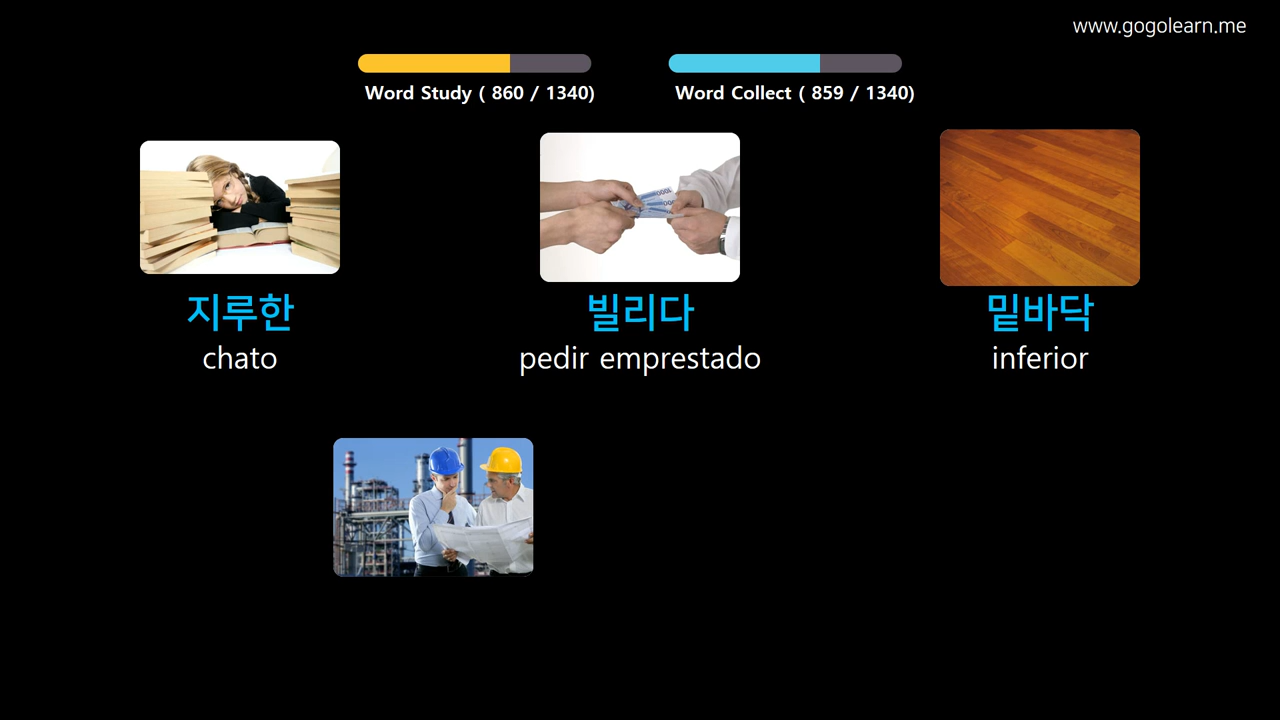 www.gogolearn.me
Word Study ( 860 / 1340)
Word Collect ( 859 / 1340)
지루한
빌리다
밑바닥
chato
pedir emprestado
inferior